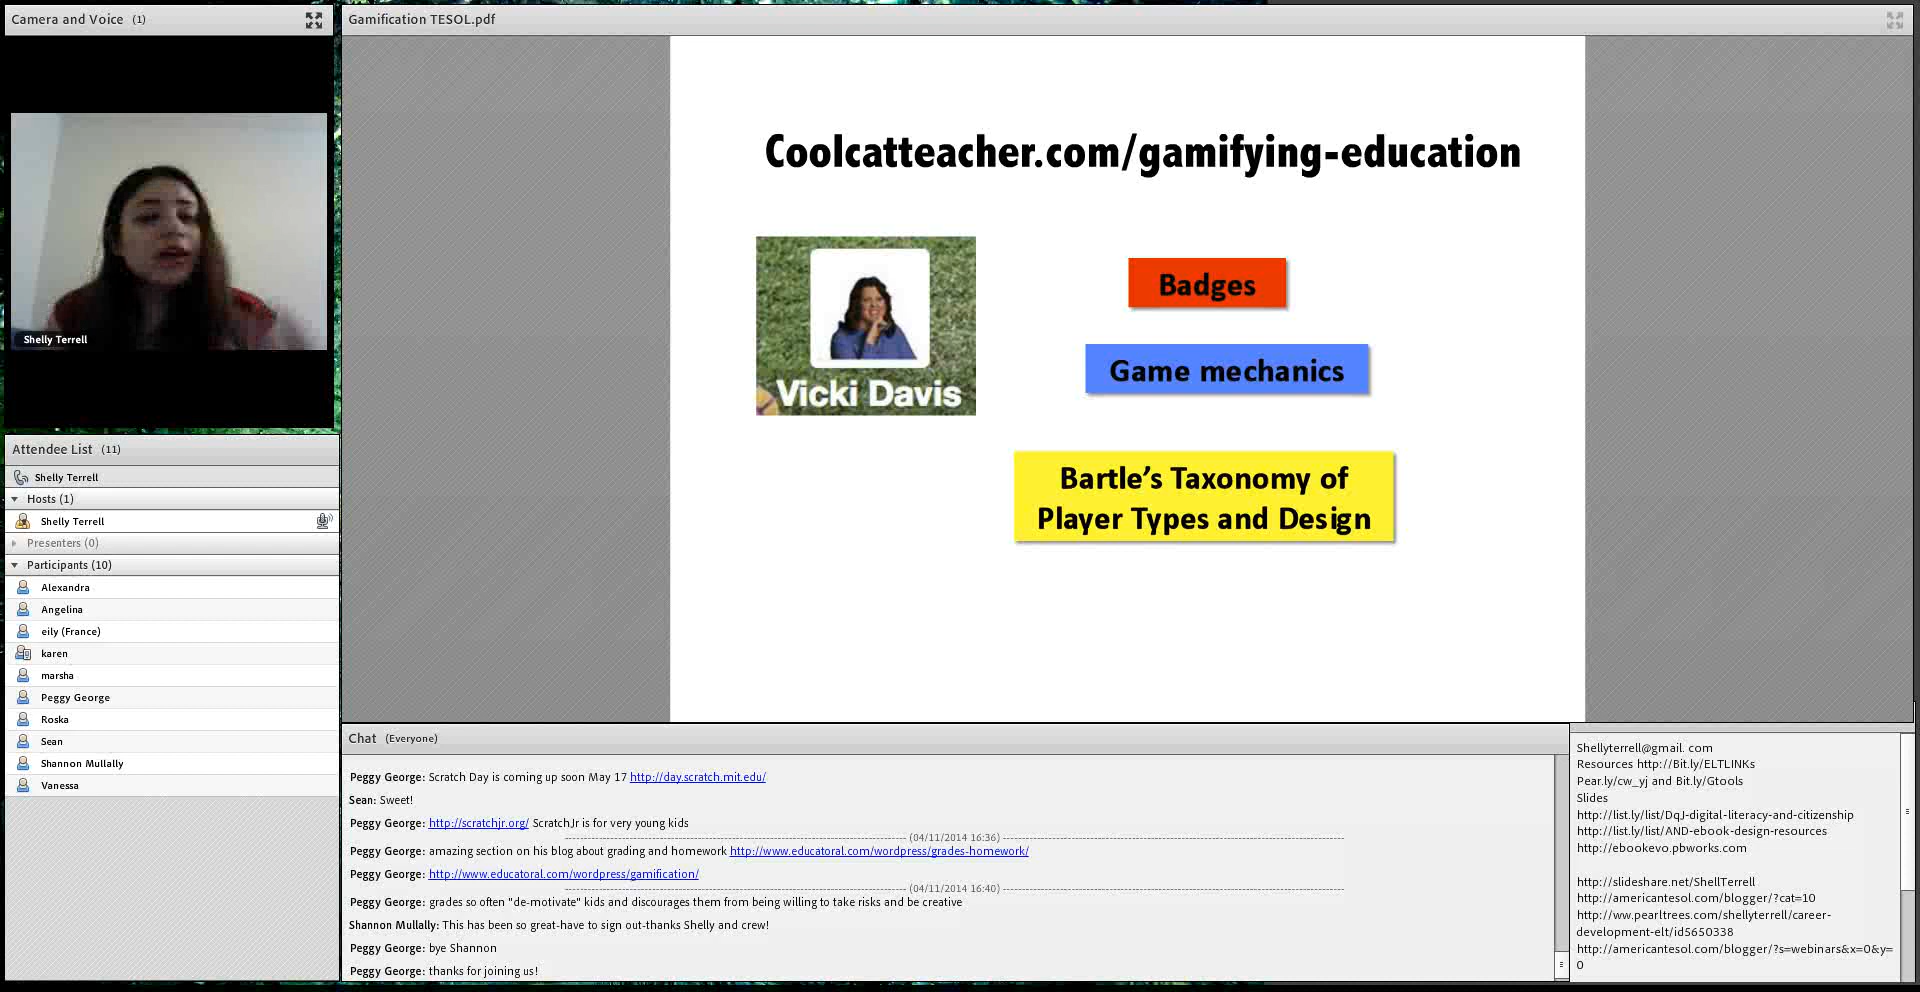 Camera and Voice (1)
Shelly Terrell
Attendee List (11)
Shelly Terrell
Hosts (1)
Shelly Terrell
Presenters (0)
Participants (10)
Alexandra
Angelina
eily (France)
karen
marsha
Peggy George
Roska
Sean
Shannon Mullally
Vanessa
Gamification TESOL.pdf
Coolcatteacher.com/gamifying-education
Vicki Davis
Badges
Game mechanics
Bartle’s Taxonomy of
Player Types and Design
Chat (Everyone)
Peggy George: Scratch Day is coming up soon May 17 http://day.scratch.mit.edu/
Sean: Sweet!
Peggy George: http://scratchjr.org/ ScratchJr is for very young kids
(04/11/2014 16:36)
Peggy George: amazing section on his blog about grading and homework http://www.educatoral.com/wordpress/grades-homework/
Peggy George: http://www.educatoral.com/wordpress/gamification/
(04/11/2014 16:40)
Peggy George: grades so often "de-motivate" kids and discourages them from being willing to take risks and be creative
Shannon Mullally: This has been so great-have to sign out-thanks Shelly and crew!
Peggy George: bye Shannon
Peggy George: thanks for joining us!
Shellyterrell@gmail. com
Resources http://Bit.ly/ELTLINKs
Pear.ly/cw_yj and Bit.ly/Gtools
Slides
http://list.ly/list/DqJ-digital-literacy-and-citizenship
http://list.ly/list/AND-ebook-design-resources
http://ebookevo.pbworks.com
http://slideshare.net/ShellTerrell
http://americantesol.com/blogger/?cat=10
http://ww.pearltrees.com/shellyterrell/career-
development-elt/id5650338
http://americantesol.com/blogger/?s=webinars&x=0&y=
0